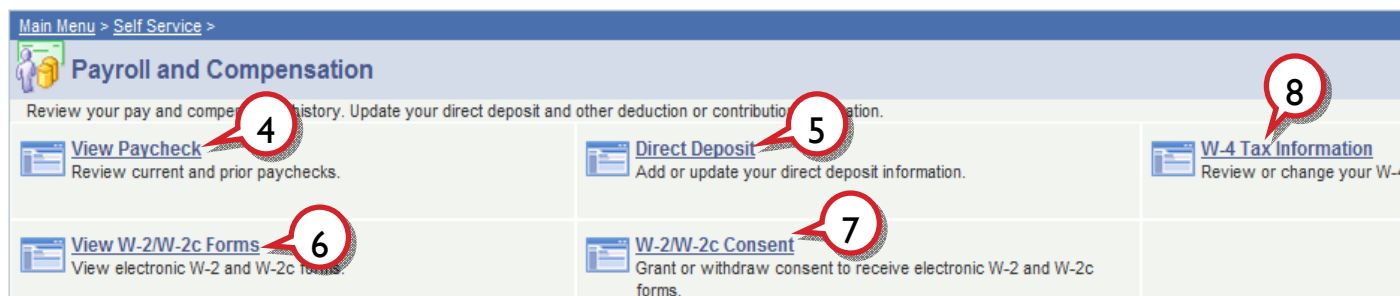 Main Menu > Self Service >
Payroll and Compensation
Review your pay and history. Update your direct deposit and other deduction or contribution
4
View Paycheck
Review current and prior paychecks.
5
Direct Deposit
Add or update your direct deposit information.
8
W-4 Tax Information
Review or change your W-4
6
View W-2/W-2c Forms
View electronic W-2 and W-2c forms.
7
W-2/W-2c Consent
Grant or withdraw consent to receive electronic W-2 and W-2c
forms.